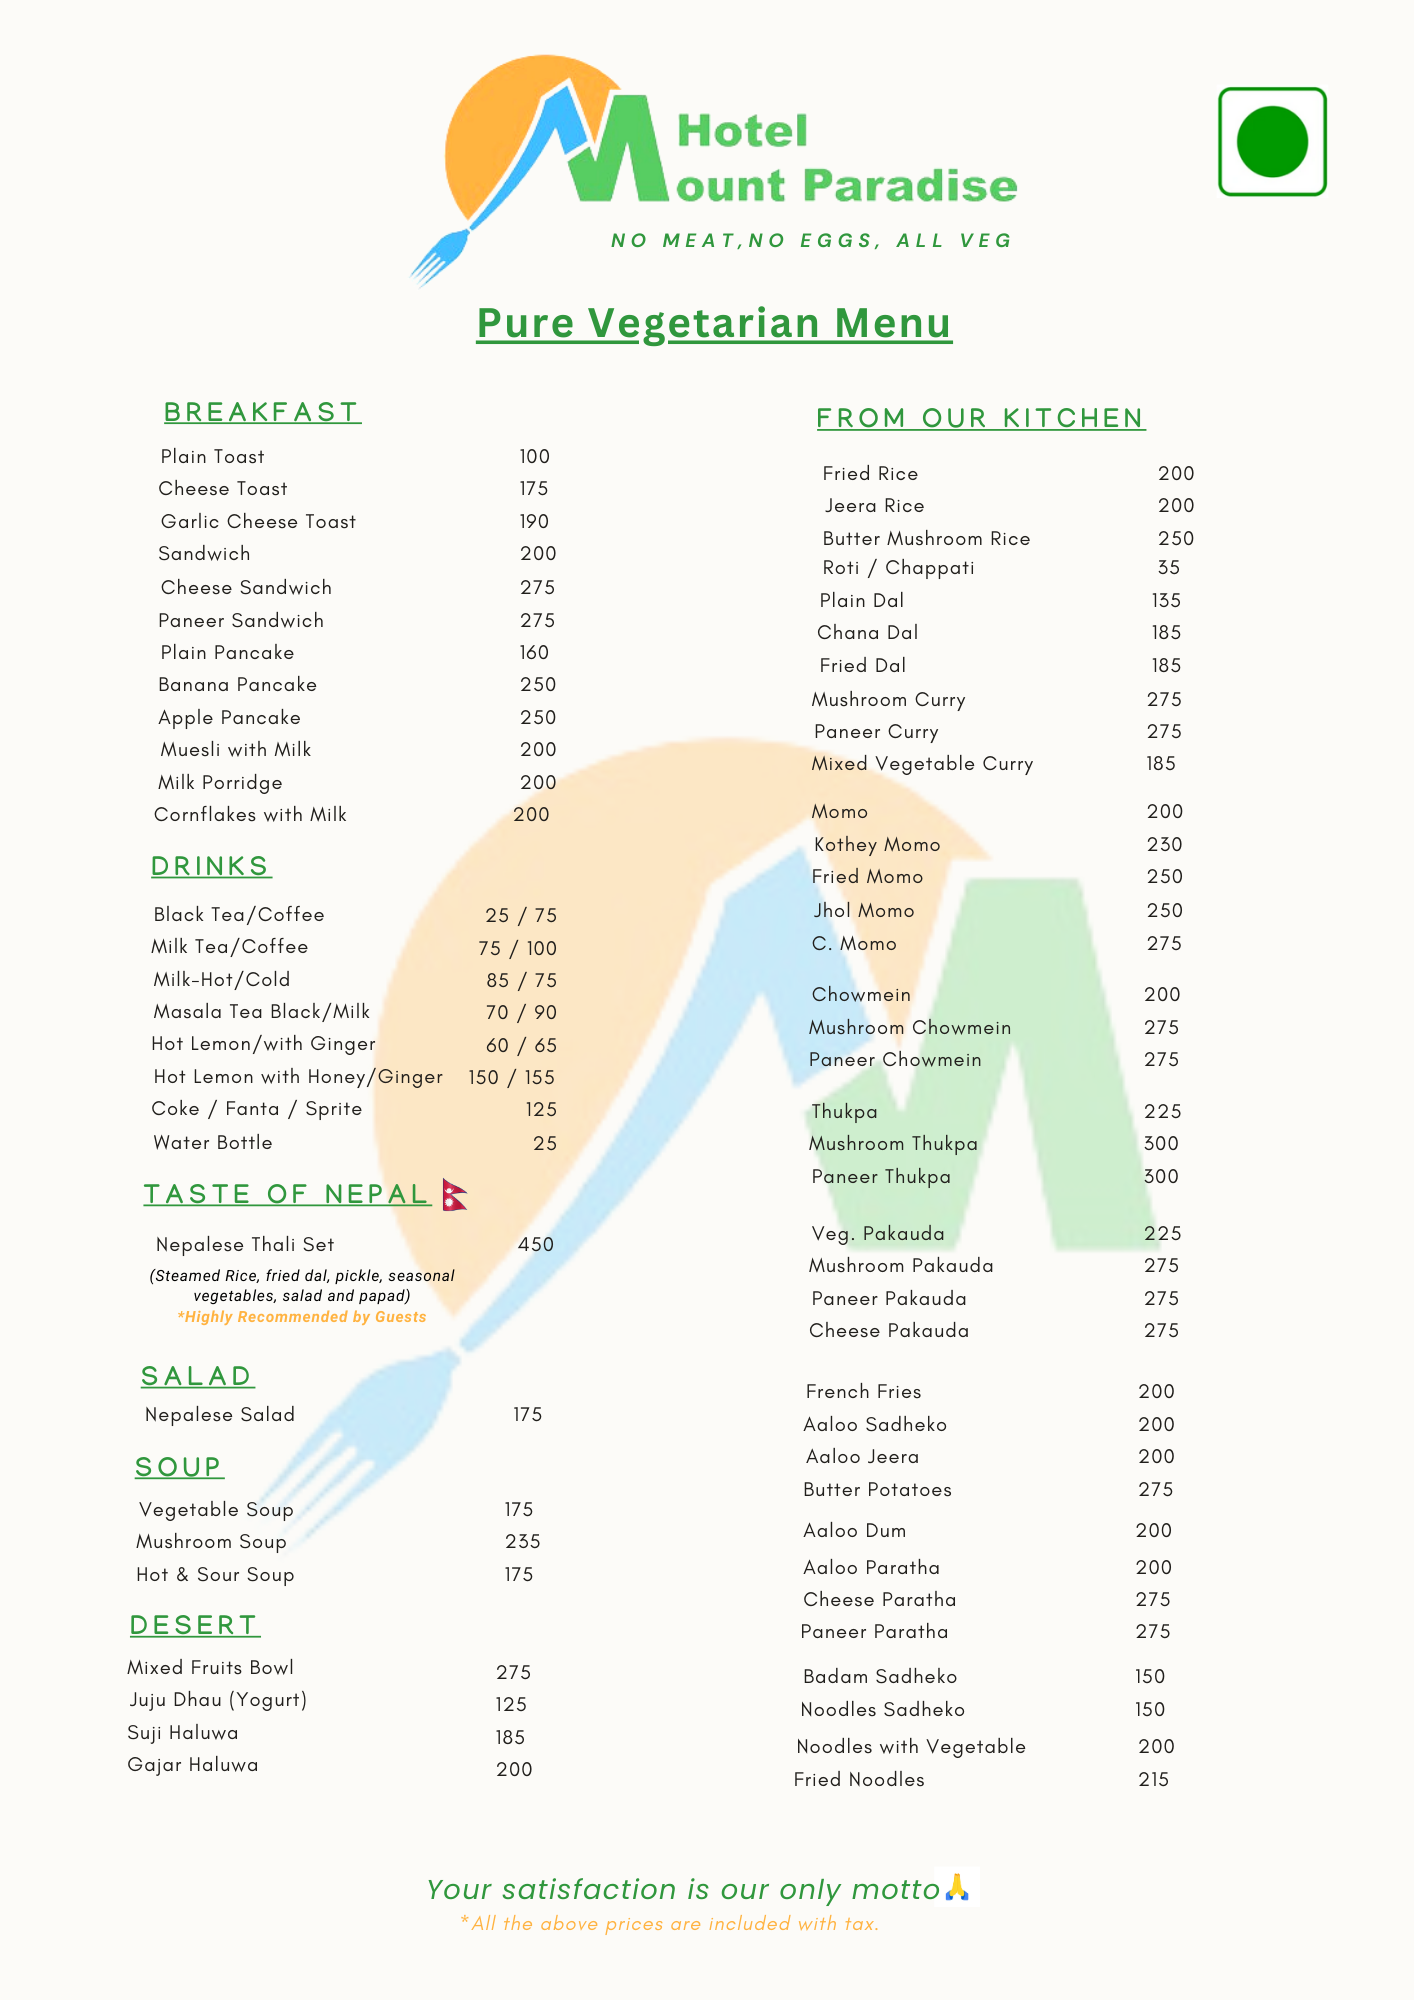 Hotel
Mount Paradise
NO MEAT,NO EGGS, ALL VEG
Pure Vegetarian Menu
BREAKFAST
Plain Toast 100
Cheese Toast 175
Garlic Cheese Toast 190
Sandwich 200
Cheese Sandwich 275
Paneer Sandwich 275
Plain Pancake 160
Banana Pancake 250
Apple Pancake 250
Muesli with Milk 200
Milk Porridge 200
Cornflakes with Milk 200
DRINKS
Black Tea/Coffee 25 / 75
Milk Tea/Coffee 75 / 100
Milk-Hot/Cold 85 / 75
Masala Tea Black/Milk 70 / 90
Hot Lemon/with Ginger 60 / 65
Hot Lemon with Honey/Ginger 150 / 155
Coke / Fanta / Sprite 125
Water Bottle 25
TASTE OF NEPAL
Nepalese Thali Set 450
(Steamed Rice, fried dal, pickle, seasonal
vegetables, salad and papad)
*Highly Recommended by Guests
SALAD
Nepalese Salad 175
SOUP
Vegetable Soup 175
Mushroom Soup 235
Hot & Sour Soup 175
DESERT
Mixed Fruits Bowl 275
Juju Dhau (Yogurt) 125
Suji Haluwa 185
Gajar Haluwa 200
FROM OUR KITCHEN
Fried Rice 200
Jeera Rice 200
Butter Mushroom Rice 250
Roti / Chappati 35
Plain Dal 135
Chana Dal 185
Fried Dal 185
Mushroom Curry 275
Paneer Curry 275
Mixed Vegetable Curry 185
Momo 200
Kothey Momo 230
Fried Momo 250
Jhol Momo 250
C. Momo 275
Chowmein 200
Mushroom Chowmein 275
Paneer Chowmein 275
Thukpa 225
Mushroom Thukpa 300
Paneer Thukpa 300
Veg. Pakauda 225
Mushroom Pakauda 275
Paneer Pakauda 275
Cheese Pakauda 275
French Fries 200
Aaloo Sadheko 200
Aaloo Jeera 200
Butter Potatoes 275
Aaloo Dum 200
Aaloo Paratha 200
Cheese Paratha 275
Paneer Paratha 275
Badam Sadheko 150
Noodles Sadheko 150
Noodles with Vegetable 200
Fried Noodles 215
Your satisfaction is our only motto🙏
*All the above prices are included with tax.